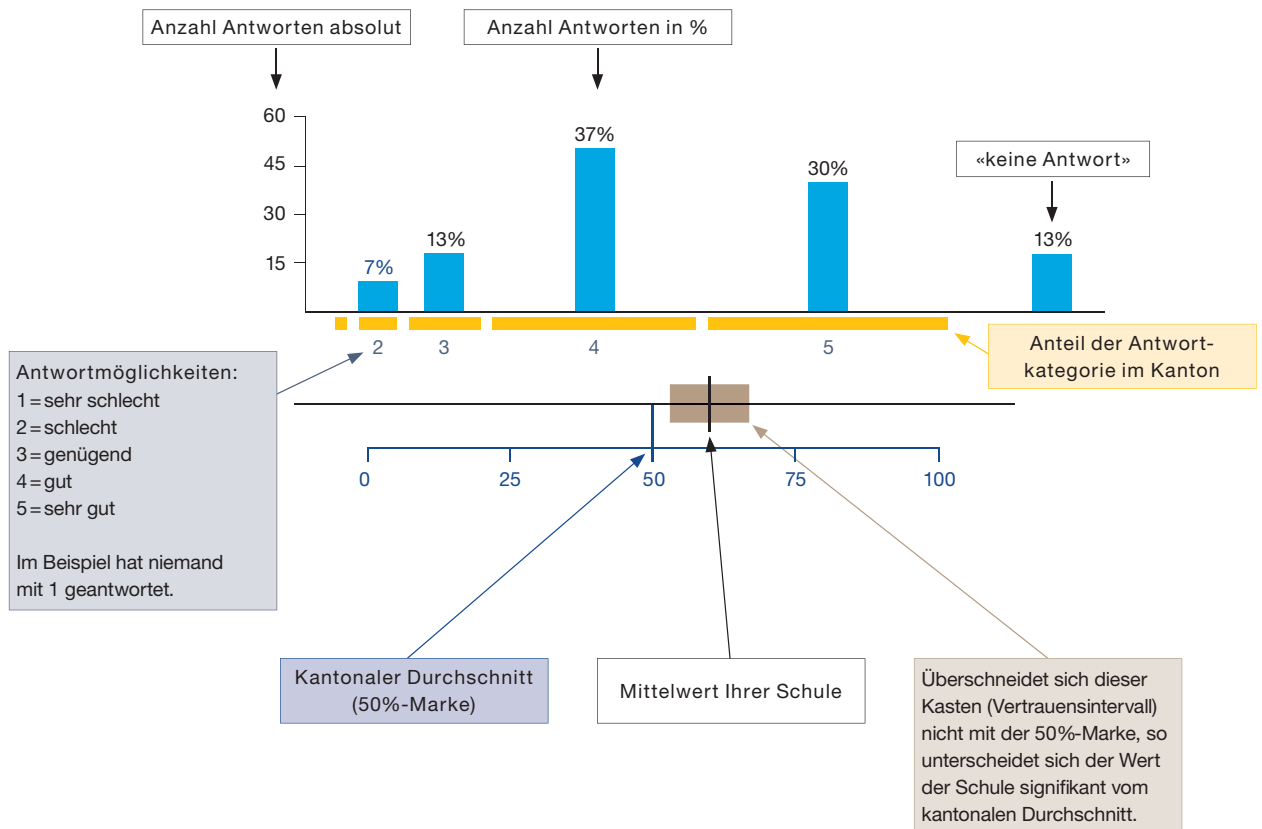 Anzahl Antworten absolut
Anzahl Antworten in %
60
45
30
15
37%
30%
«keine Antwort»
13%
13%
7%
2
3
4
5
Anteil der Antwort-
kategorie im Kanton
Antwortmöglichkeiten:
1=sehr schlecht
2=schlecht
3=genügend
4=gut
5=sehr gut
Im Beispiel hat niemand
mit 1 geantwortet.
0
25
50
75
100
Kantonaler Durchschnitt
(50%-Marke)
Mittelwert Ihrer Schule
Überschneidet sich dieser
Kasten (Vertrauensintervall)
nicht mit der 50%-Marke, so
unterscheidet sich der Wert
der Schule signifikant vom
kantonalen Durchschnitt.